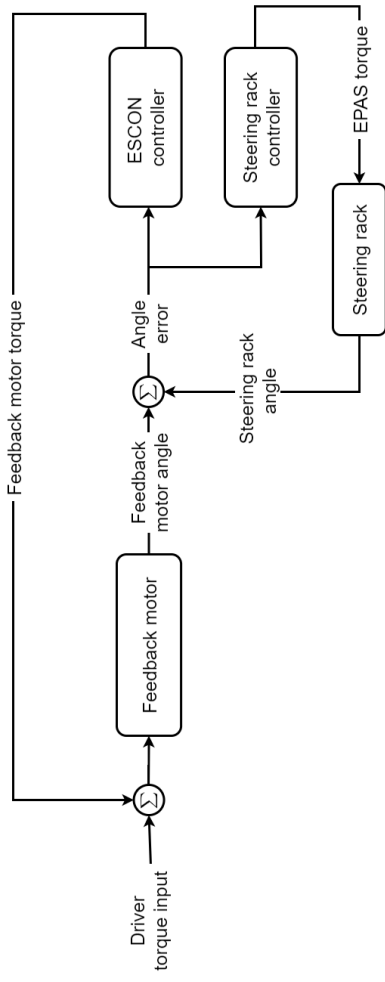 Feedback motor torque
Driver
torque input
Σ
Feedback motor
Feedback
motor angle
Σ
Angle
error
ESCON
controller
Steering rack
controller
Steering rack
angle
Steering rack
EPAS torque